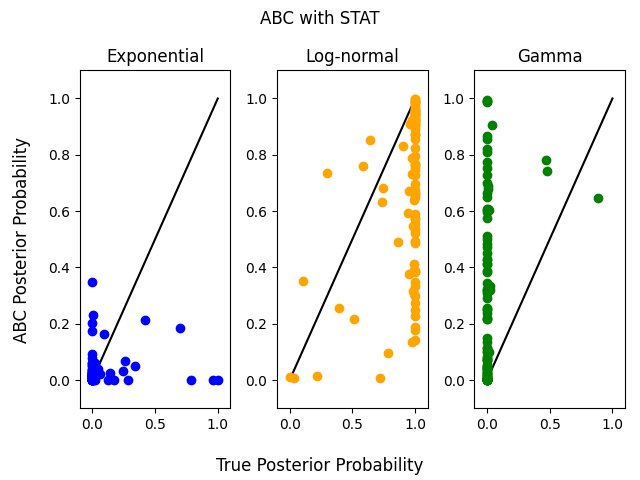 ABC with STAT
Exponential Log-normal Gamma
ABC Posterior Probability
1.0 1.0 1.0
0.8 0.8 0.8
0.6 0.6 0.6
0.4 0.4 0.4
0.2 0.2 0.2
0.0 0.0 0.0
0.0 0.5 1.0 0.0 0.5 1.0 0.0 0.5 1.0
True Posterior Probability